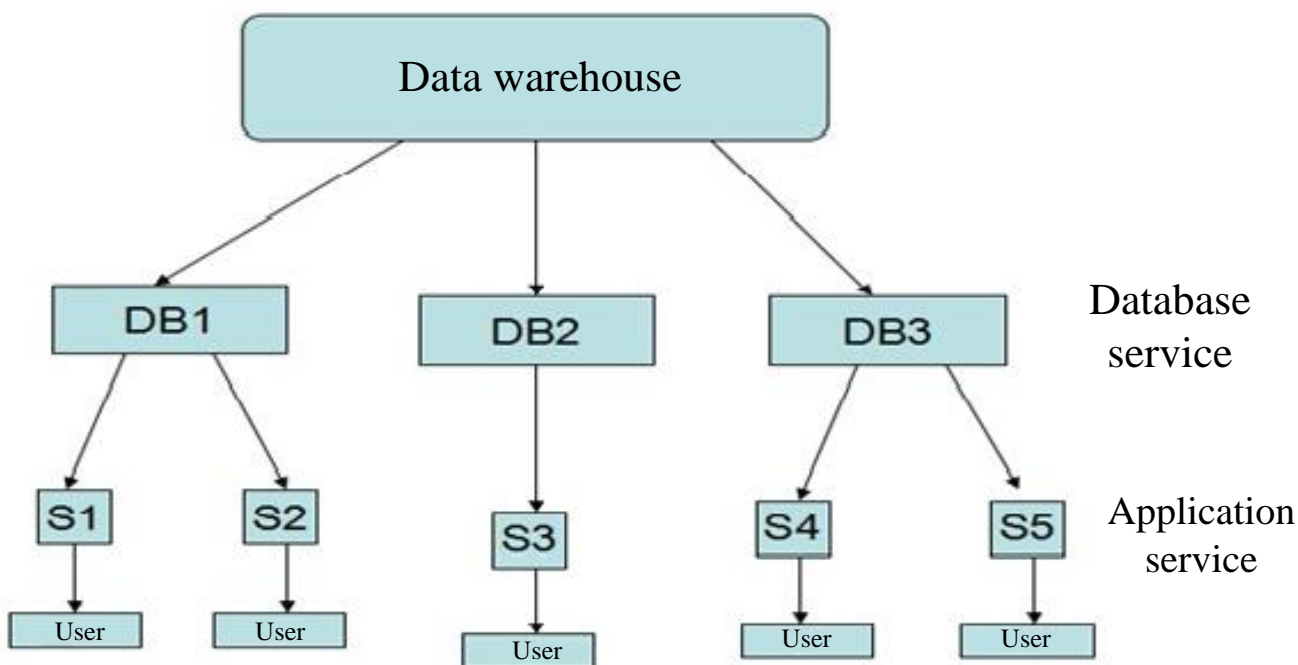 Data warehouse
DB1
DB2
DB3
Database
service
S1
S2
S3
S4
S5
Application
service
User
User
User
User
User